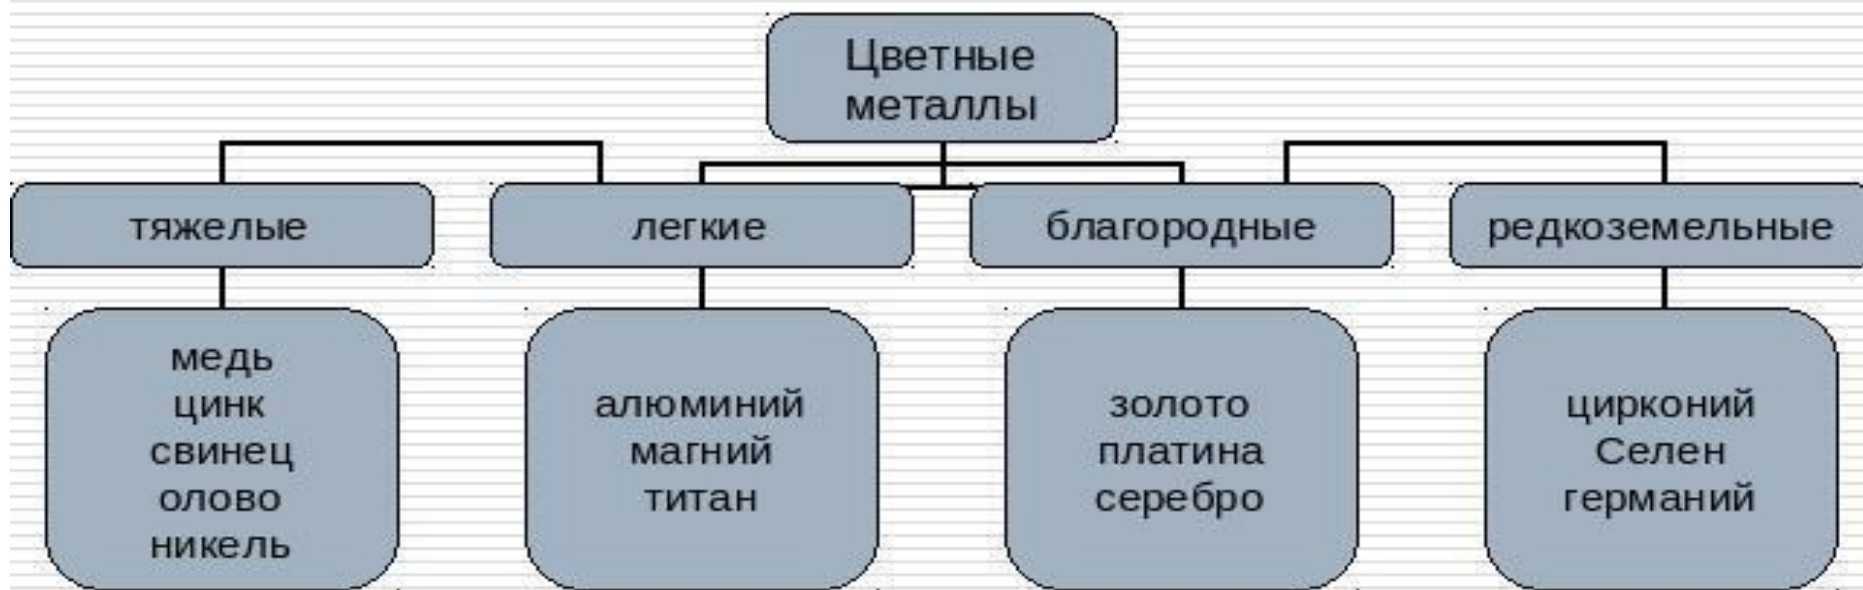 Цветные
металлы
тяжелые
легкие
благородные
редкоземельные
медь
цинк
свинец
олово
никель
алюминий
магний
титан
золото
платина
серебро
цирконий
Селен
германий